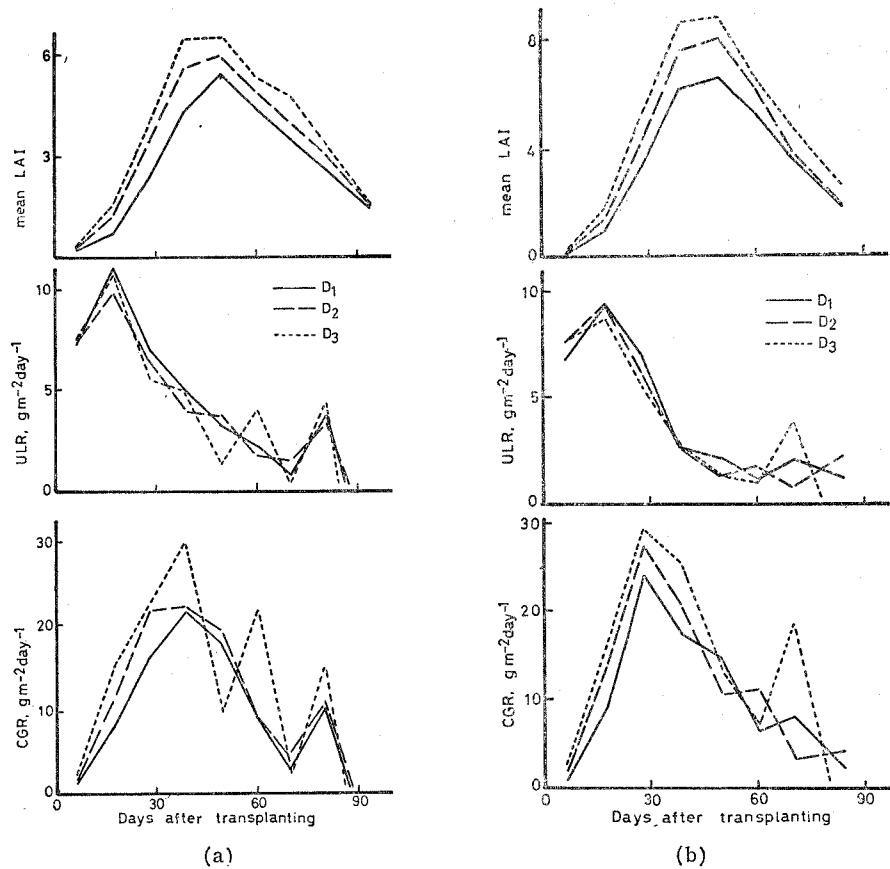 6
3
mean LAI
8
4
0
mean LAI
10
5
0
ULR, gm⁻²day⁻¹
D₁
D₂
D₃
10
5
0
ULR, gm⁻²day⁻¹
D₁
D₂
D₃
30
20
10
0
CGR, gm⁻²day⁻¹
0 30 60 90
Days after transplanting
(a)
30
20
10
0
CGR, gm⁻²day⁻¹
0 30 60 90
Days after transplanting
(b)